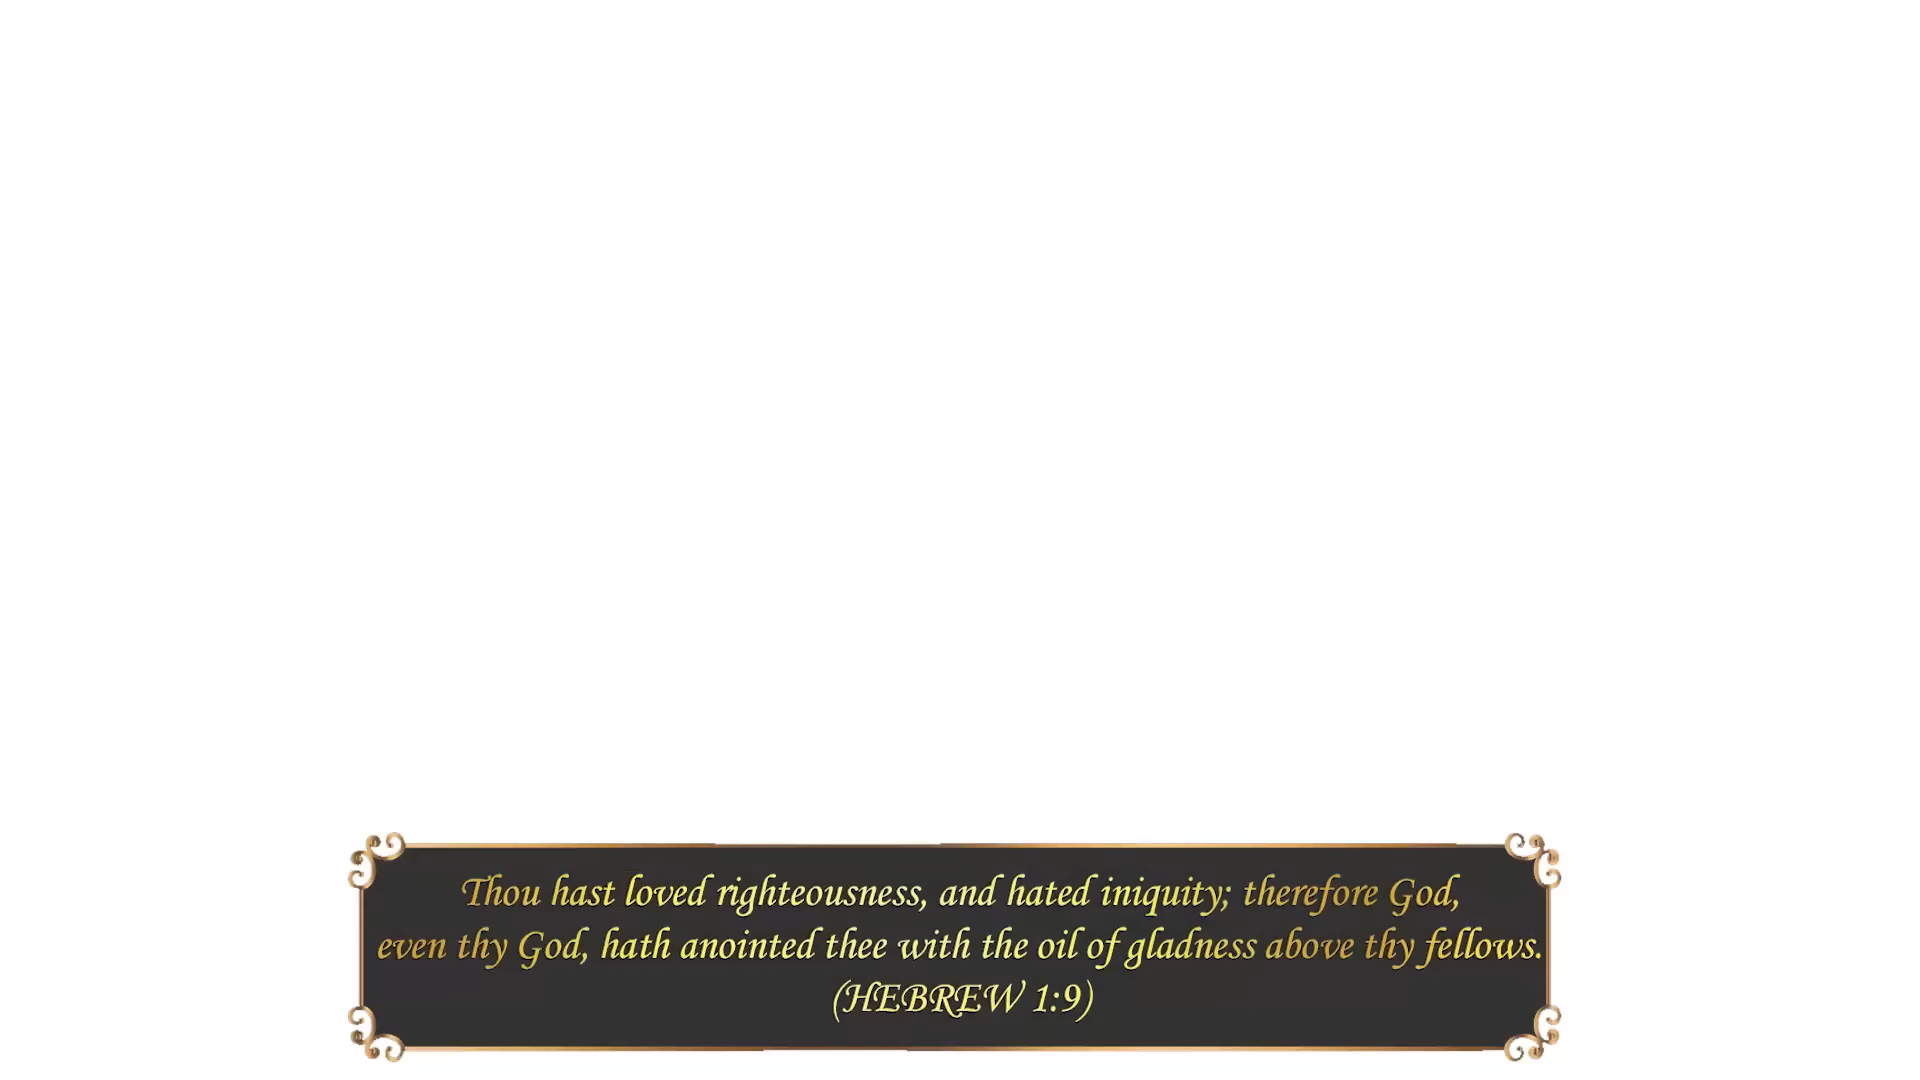 Thou hast loved righteousness, and hated iniquity; therefore God,
even thy God, hath anointed thee with the oil of gladness above thy fellows.
(HEBREW 1:9)